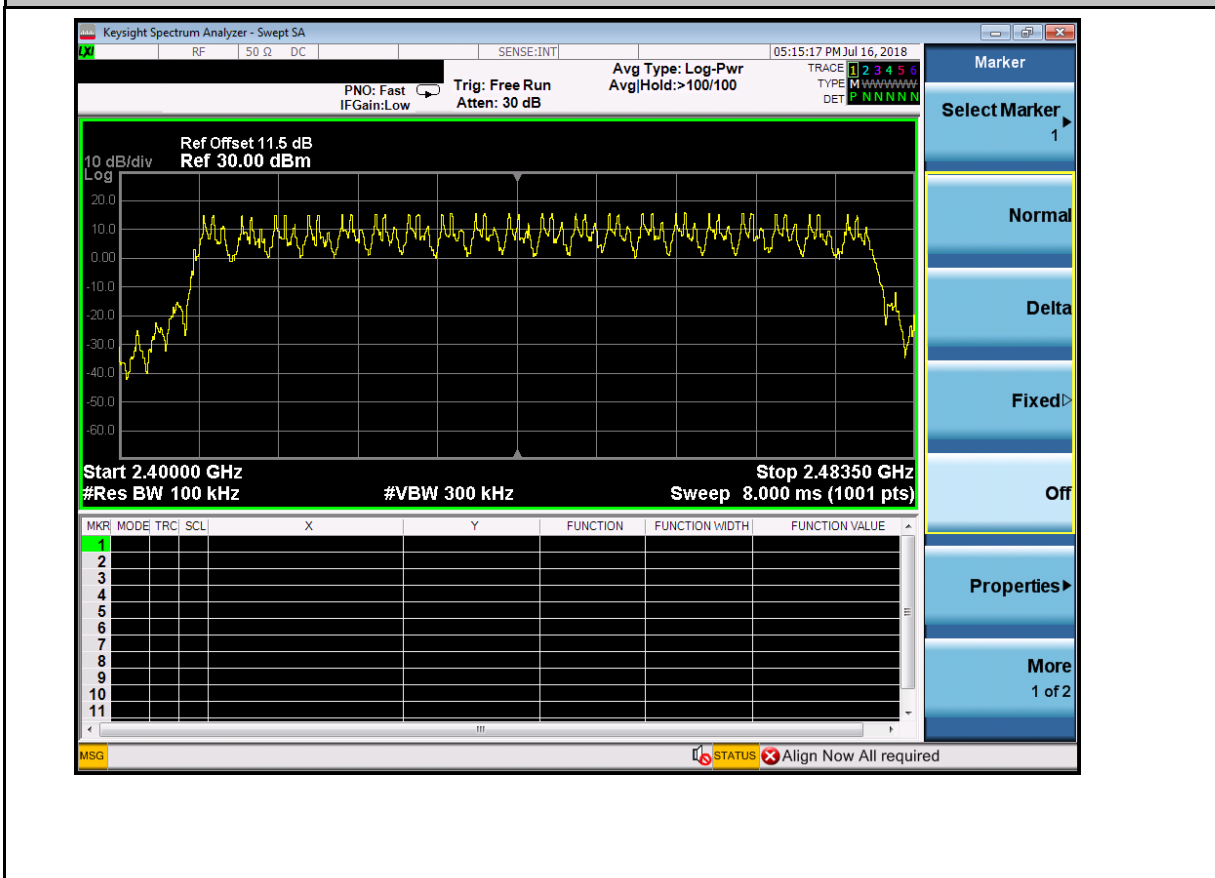 Keysight Spectrum Analyzer - Swept SA
LXI RF 50 Ω DC SENSE:INT 05:15:17 PM Jul 16, 2018
PNO: Fast
IFGain:Low
Trig: Free Run
Atten: 30 dB
Avg Type: Log-Pwr
Avg|Hold:>100/100
TRACE 1 2 3 4 5 6
TYPE M W W W W W
DET P N N N N N
10 dB/div
Log
Ref Offset 11.5 dB
Ref 30.00 dBm
20.0
10.0
0.00
-10.0
-20.0
-30.0
-40.0
-50.0
-60.0
Start 2.40000 GHz Stop 2.48350 GHz
#Res BW 100 kHz #VBW 300 kHz Sweep 8.000 ms (1001 pts)
MKR MODE TRC SCL X Y FUNCTION FUNCTION WIDTH FUNCTION VALUE
1
2
3
4
5
6
7
8
9
10
11
MSG STATUS Align Now All required
Marker
Select Marker
1
Normal
Delta
Fixed
Off
Properties
More
1 of 2